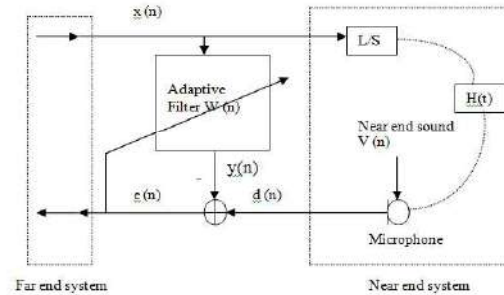 x (n)
L/S
Adaptive
Filter W (n)
H(t)
Near end sound
V (n)
y(n)
e (n)
d (n)
Microphone
Far end system
Near end system